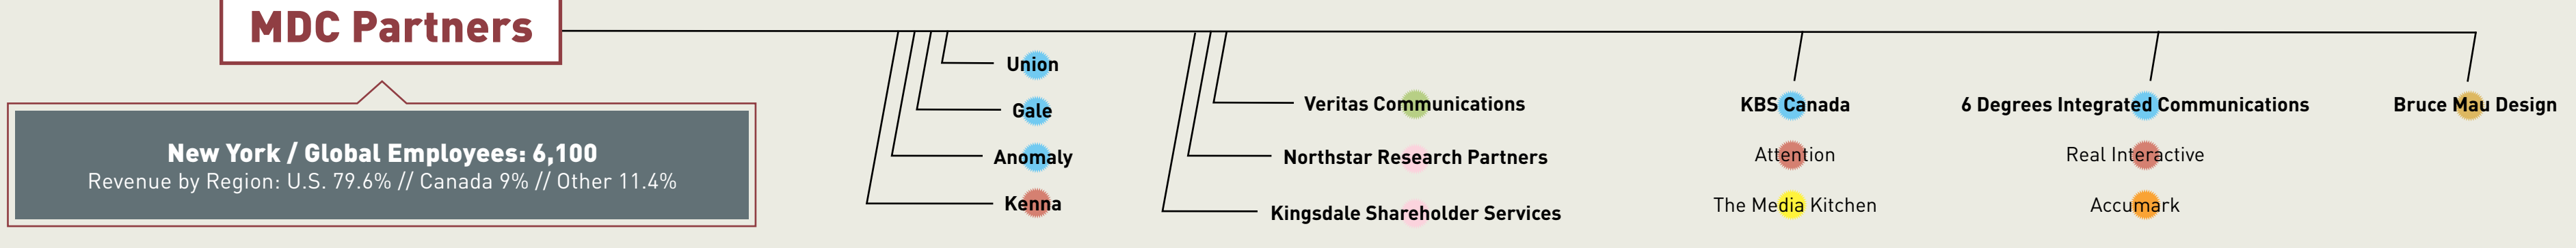 MDC Partners
New York / Global Employees: 6,100
Revenue by Region: U.S. 79.6% // Canada 9% // Other 11.4%
Union
Gale
Anomaly
Kenna
Veritas Communications
Northstar Research Partners
Kingsdale Shareholder Services
KBS Canada
Attention
The Media Kitchen
6 Degrees Integrated Communications
Real Interactive
Accumark
Bruce Mau Design